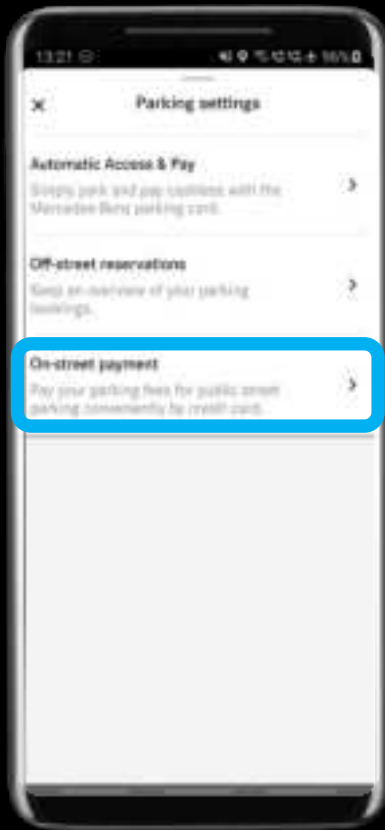 13:21
Parking settings
Automatic Access & Pay
Simply park and pay cashless with the
Mercedes-Benz parking card.
Off-street reservations
Keep an overview of your parking
bookings.
On-street payment
Pay your parking fees for public street
parking conveniently by credit card.